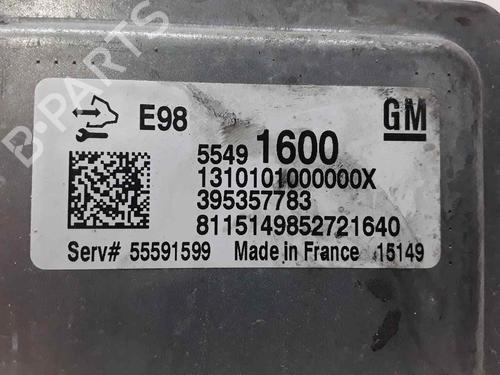 E98
GM
5549 1600
1310101000000X
395357783
8115149852721640
Serv# 55591599 Made in France 15149
B-PARTS